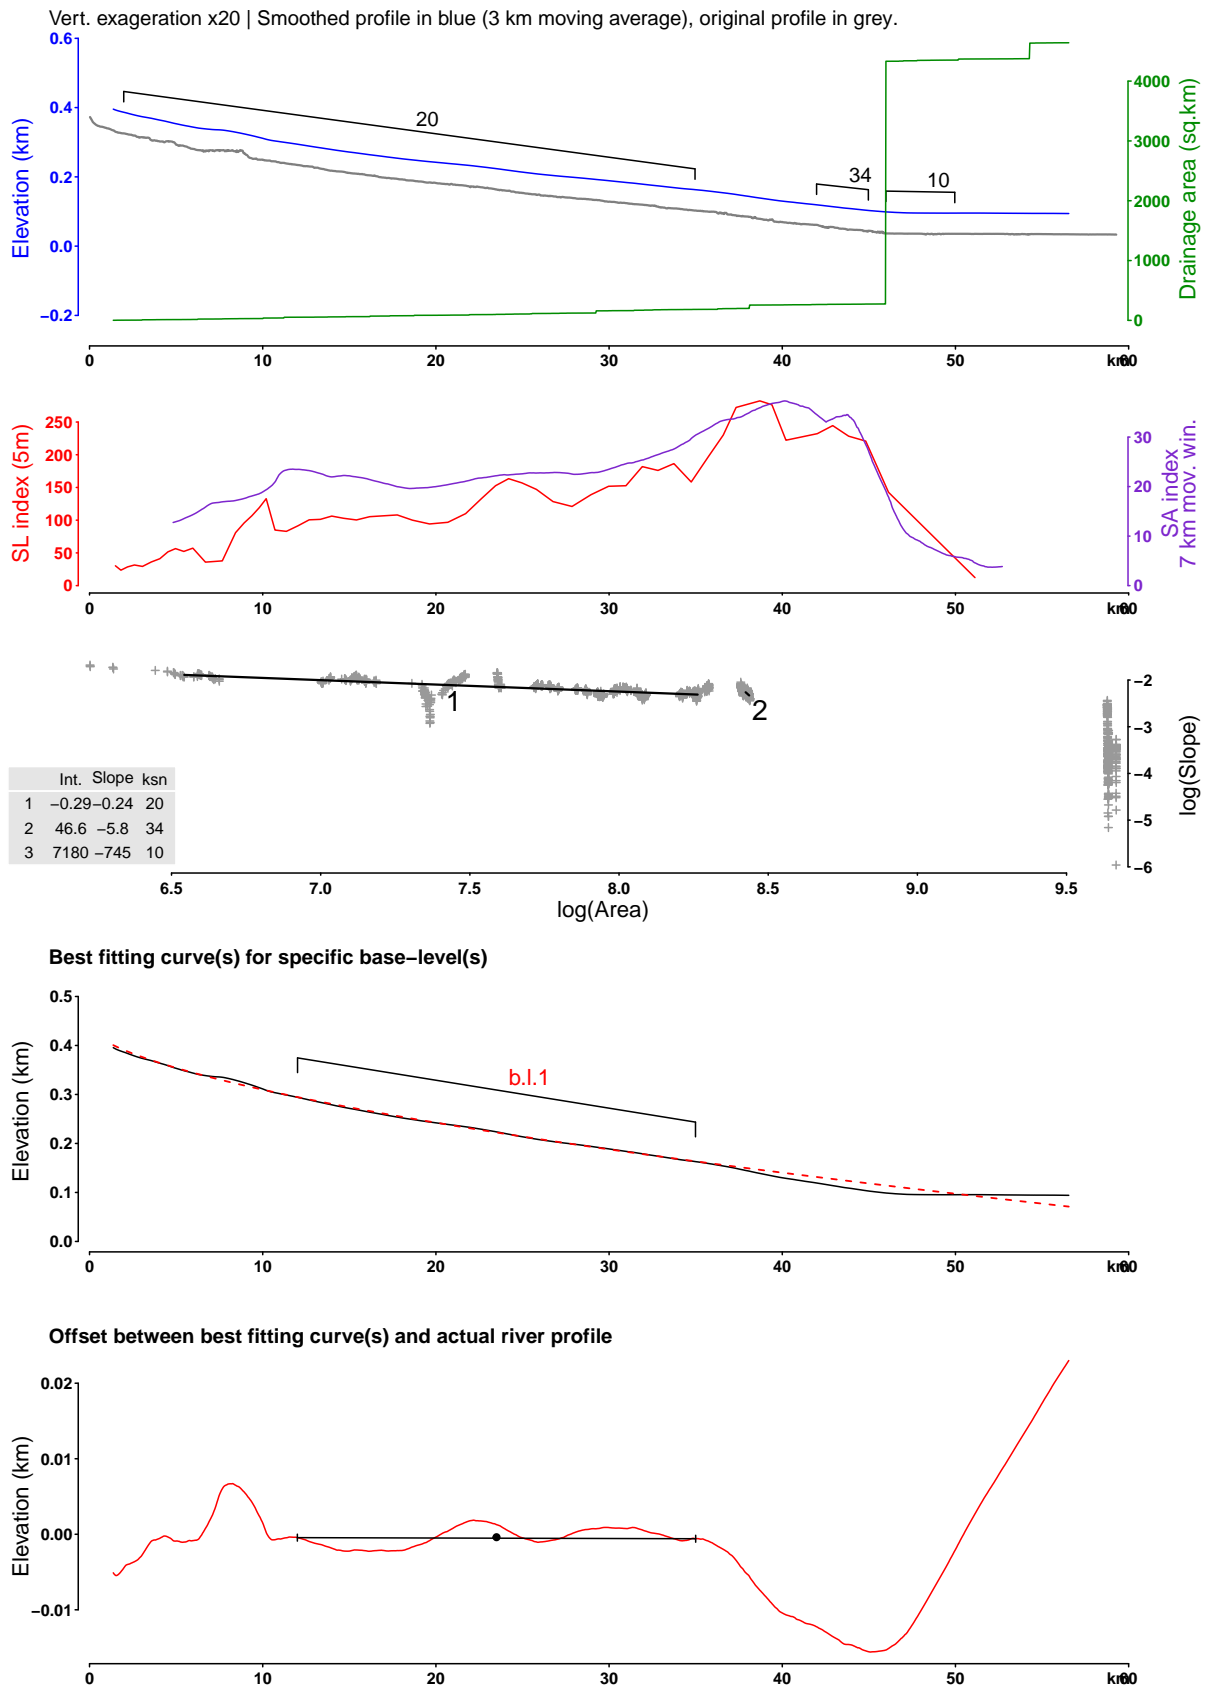 Vert. exageration x20 | Smoothed profile in blue (3 km moving average), original profile in grey.
0.6
0.4
0.2
0.0
−0.2
Elevation (km)
20
34
10
4000
3000
2000
1000
0
Drainage area (sq.km)
0 10 20 30 40 50 60
km
250
200
150
100
50
0
SL index (5m)
30
20
10
0
SA index
7 km mov. win.
0 10 20 30 40 50 60
km
1
2
−2
−3
−4
−5
−6
log(Slope)
Int. Slope ksn
1 −0.29 −0.24 20
2 46.6 −5.8 34
3 7180 −745 10
6.5 7.0 7.5 8.0 8.5 9.0 9.5
log(Area)
Best fitting curve(s) for specific base−level(s)
0.5
0.4
0.3
0.2
0.1
0.0
Elevation (km)
b.l.1
0 10 20 30 40 50 60
km
Offset between best fitting curve(s) and actual river profile
0.02
0.01
0.00
−0.01
Elevation (km)
0 10 20 30 40 50 60
km